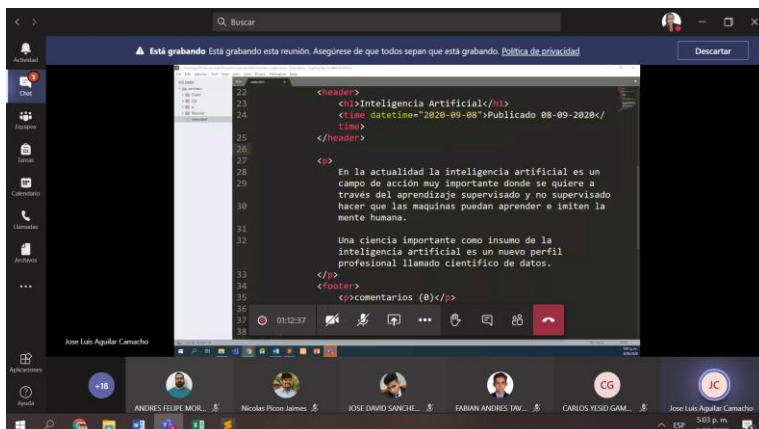 Buscar
Está grabando Está grabando esta reunión. Asegúrese de que todos sepan que está grabando. Política de privacidad
Descartar
Actividad
Chat
Equipos
Tareas
Calendario
Llamadas
Archivos
Aplicaciones
Ayuda
22 <header>
23 <h1>Inteligencia Artificial</h1>
24 <time datetime="2020-09-08">Publicado 08-09-2020</
time>
25 </header>
26
27 <p>
28 En la actualidad la inteligencia artificial es un
29 campo de acción muy importante donde se quiere a
través del aprendizaje supervisado y no supervisado
30 hacer que las maquinas puedan aprender e imiten la
mente humana.
31
32 Una ciencia importante como insumo de la
inteligencia artificial es un nuevo perfil
profesional llamado cientifico de datos.
33 </p>
34 <footer>
35 <p>comentarios (0)</p>
36
37
38
01:12:37
Jose Luis Aguilar Camacho
+18
ANDRES FELIPE MOR...
Nicolas Picon Jaimes
JOSE DAVID SANCHE...
FABIAN ANDRES TAV...
CG
CARLOS YESID GAM...
JC
Jose Luis Aguilar Camacho
ESP
5:03 p. m.